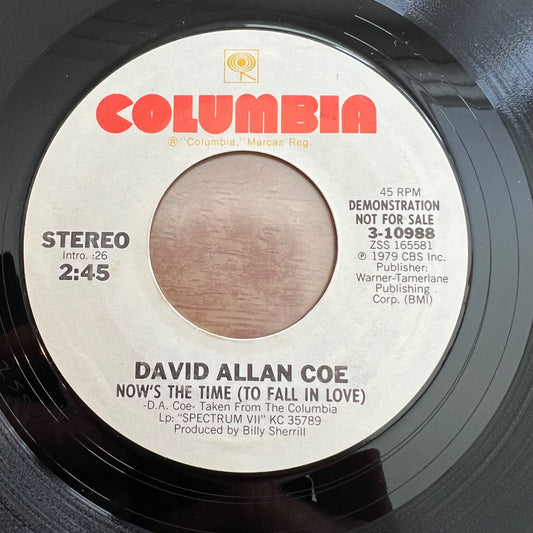 COLUMBIA
® "Columbia," Marcas Reg.
45 RPM
DEMONSTRATION
NOT FOR SALE
3-10988
ZSS 165581
℗ 1979 CBS Inc.
Publisher:
Warner-Tamerlane
Publishing
Corp. (BMI)
STEREO
Intro. :26
2:45
DAVID ALLAN COE
NOW'S THE TIME (TO FALL IN LOVE)
-D.A. Coe- Taken From The Columbia
Lp: "SPECTRUM VII" KC 35789
Produced by Billy Sherrill